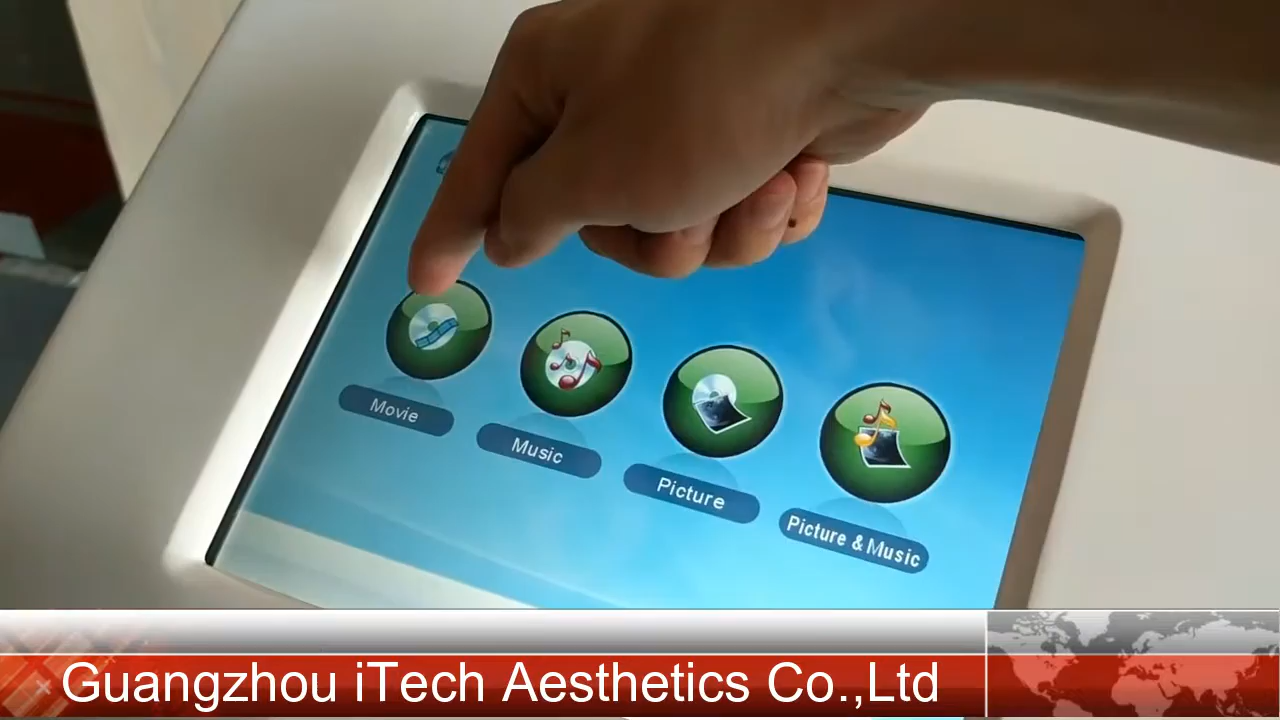 Movie
Music
Picture
Picture & Music
Guangzhou iTech Aesthetics Co.,Ltd